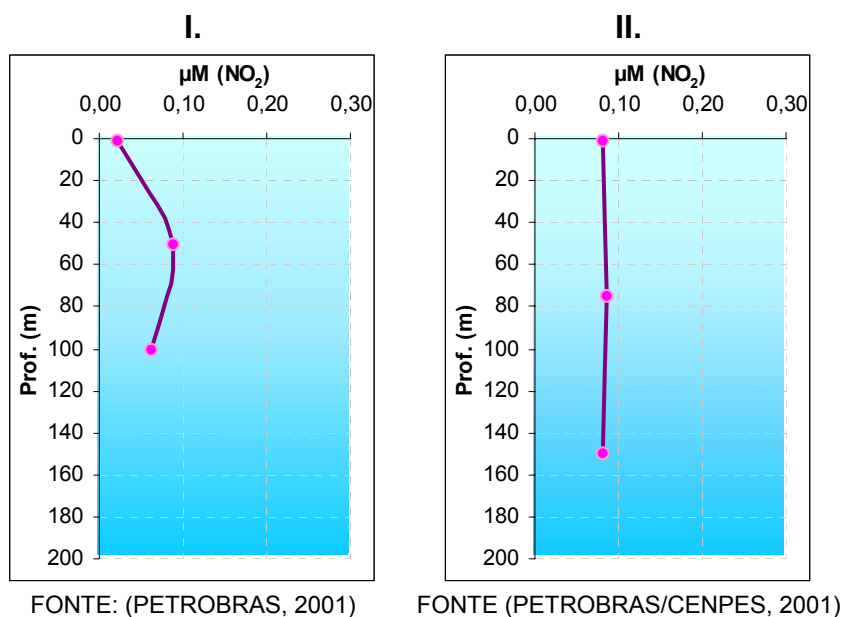 I.
µM (NO2)
0,00 0,10 0,20 0,30
0
20
40
60
80
100
120
140
160
180
200
Prof. (m)
FONTE: (PETROBRAS, 2001)
II.
µM (NO2)
0,00 0,10 0,20 0,30
0
20
40
60
80
100
120
140
160
180
200
Prof. (m)
FONTE (PETROBRAS/CENPES, 2001)